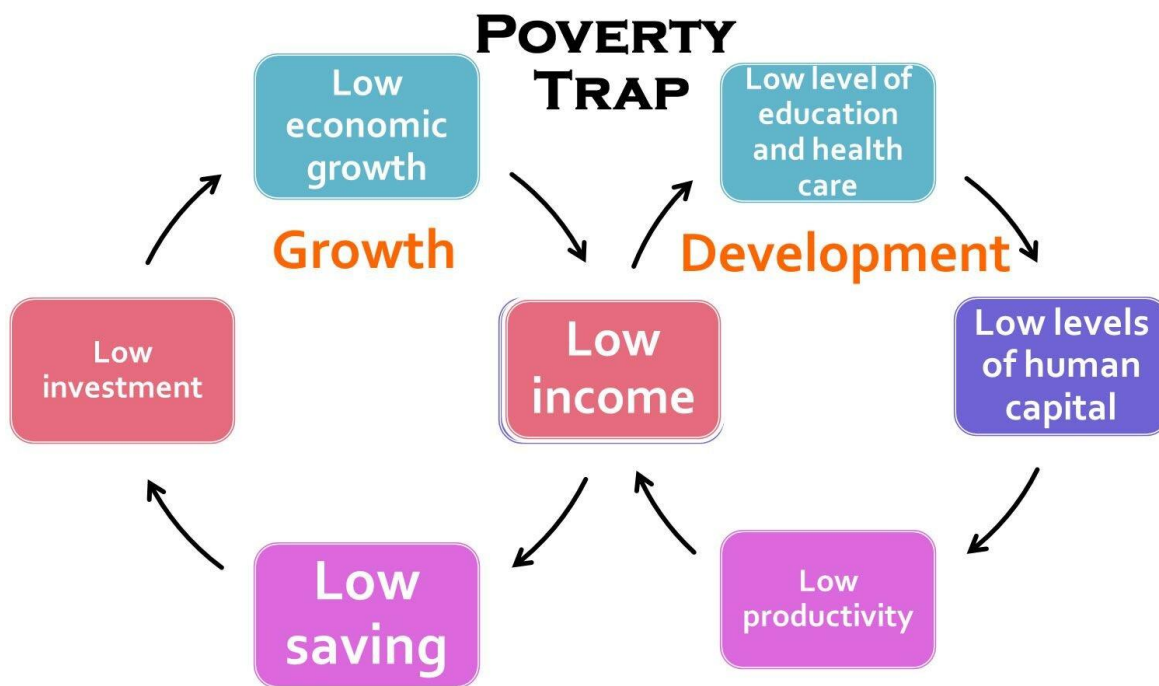 POVERTY
TRAP
Low
economic
growth
Low level of
education
and health
care
Growth
Development
Low
investment
Low
income
Low levels
of human
capital
Low
saving
Low
productivity